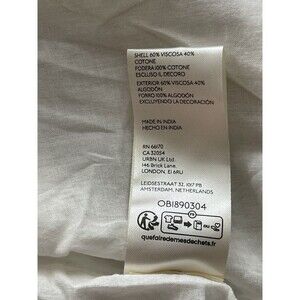 SHELL 60% VISCOSA 40%
COTONE
FODERA 100% COTONE
ESCLUSO IL DECORO
EXTERIOR 60% VISCOSA 40%
ALGODÓN
FORRO 100% ALGODÓN
EXCLUYENDO LA DECORACIÓN
MADE IN INDIA
HECHO EN INDIA
RN 66170
CA 32054
URBN UK Ltd
146 Brick Lane,
LONDON, E1 6RU
LEIDSESTRAAT 32, 1017 PB
AMSTERDAM, NETHERLANDS
OB1890304
FR
quefairedemesdechets.fr